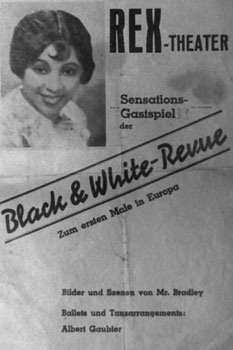 REX-THEATER
Sensations-
Gastspiel
der
Black & White-Revue
Zum ersten Male in Europa
Bilder und Szenen von Mr. Bradley
Ballets und Tanzarrangements:
Albert Gaubier